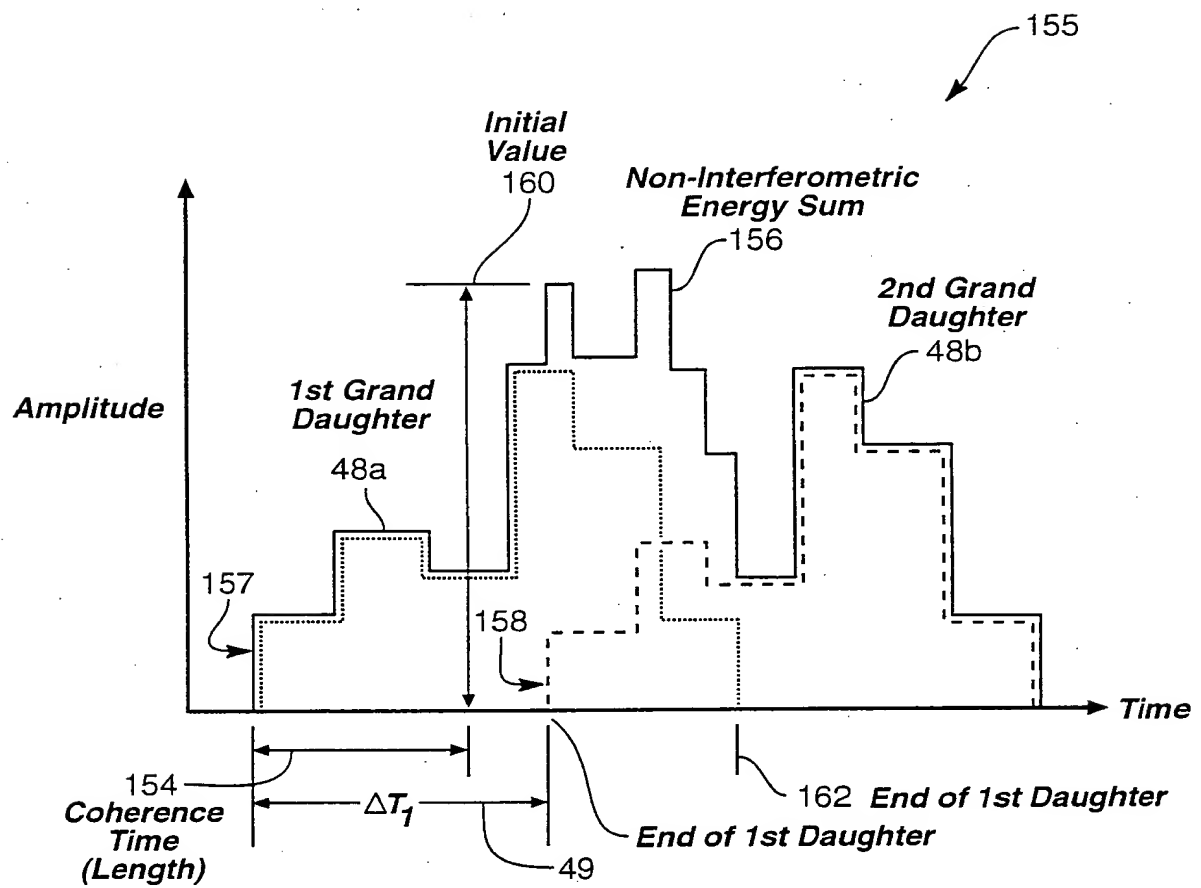 155
Initial
Value
160
Non-Interferometric
Energy Sum
156
2nd Grand
Daughter
48b
Amplitude
1st Grand
Daughter
48a
157
158
Time
154
Coherence
Time
(Length)
ΔT₁
49
162 End of 1st Daughter
End of 1st Daughter